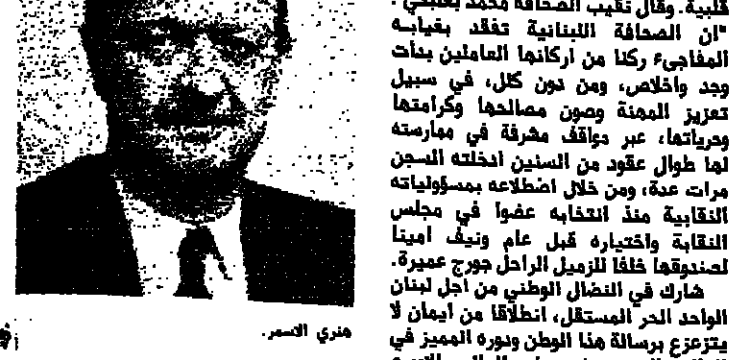 قلبية. وقال نقيب الصحافة محمد بعلبكي :
"ان الصحافة اللبنانية تفقد بغيابه
المفاجىء ركنا من اركانها العاملين بدأت
وجد واخلاص، ومن دون كلل، في سبيل
تعزيز المهنة وصون مصالحها وكرامتها
وحرياتها، عبر مواقف مشرفة في ممارسته
لها طوال عقود من السنين ادخلته السجن
مرات عدة، ومن خلال اضطلاعه بمسؤولياته
النقابية منذ انتخابه عضوا في مجلس
النقابة واختياره قبل عام ونيف امينا
لصندوقها خلفا للزميل الراحل جورج عميرة.
شارك في النضال الوطني من اجل لبنان
الواحد الحر المستقل، انطلاقا من ايمان لا
يتزعزع برسالة هذا الوطن ودوره المميز في
هنري الاسمر.